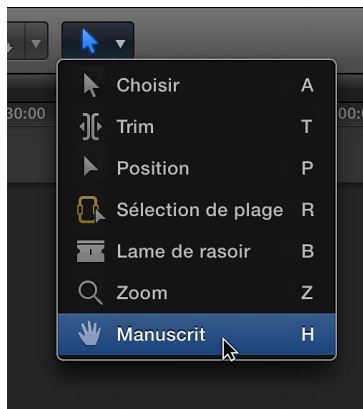 30:00
00:
Choisir A
Trim T
Position P
Sélection de plage R
Lame de rasoir B
Zoom Z
Manuscrit H